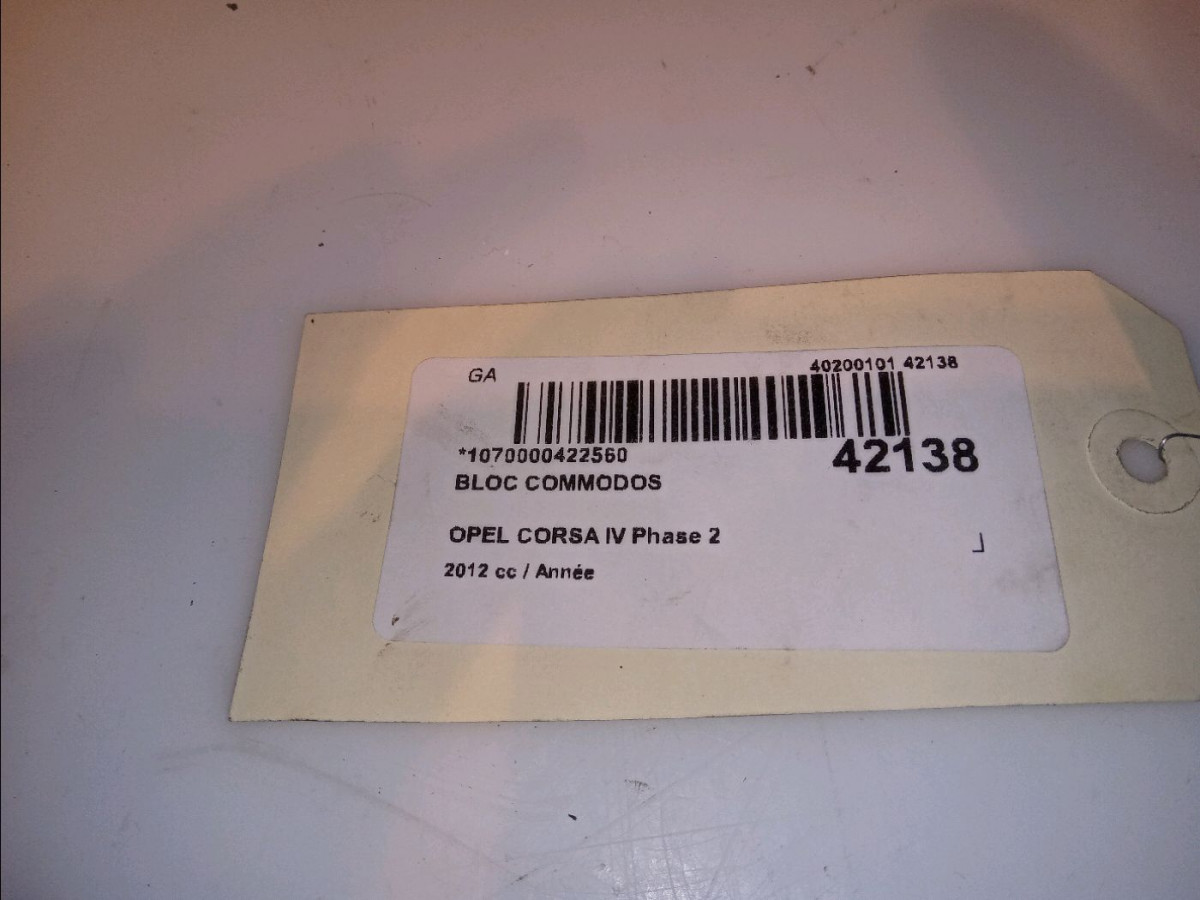 GA
40200101 42138
*1070000422560
42138
BLOC COMMODOS
OPEL CORSA IV Phase 2
2012 cc / Année